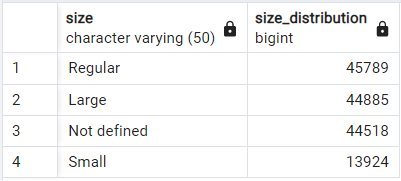 size size_distribution
character varying (50) bigint
1 Regular 45789
2 Large 44885
3 Not defined 44518
4 Small 13924